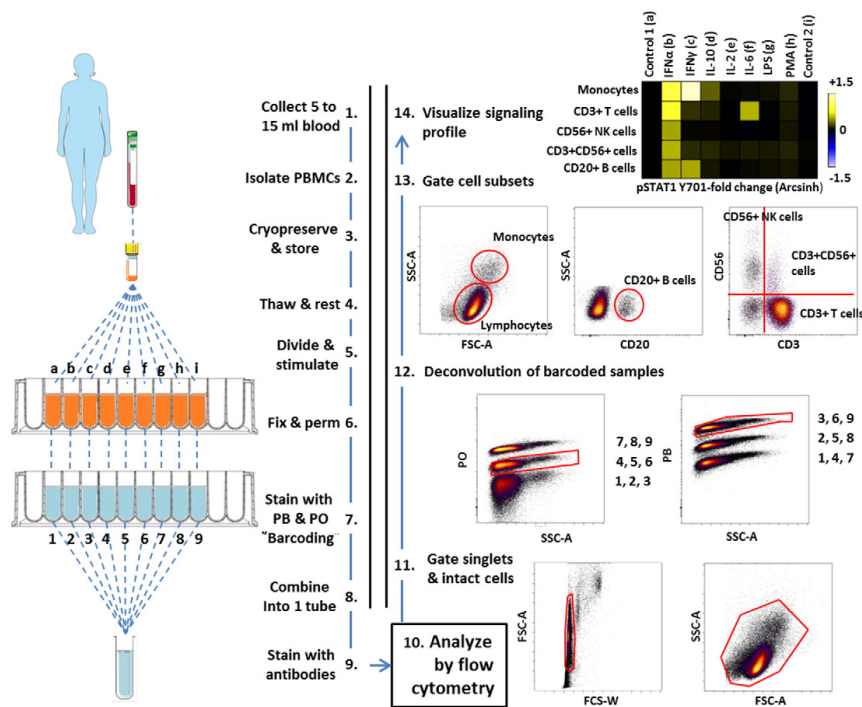 Collect 5 to
15 ml blood
1.
Isolate PBMCs 2.
Cryopreserve
& store
3.
Thaw & rest 4.
Divide &
stimulate
5.
a b c d e f g h i
Fix & perm 6.
Stain with
PB & PO
"Barcoding"
7.
1 2 3 4 5 6 7 8 9
Combine
Into 1 tube
8.
Stain with
antibodies
9.
10. Analyze
by flow
cytometry
11. Gate singlets
& intact cells
FSC-A
FCS-W
SSC-A
FSC-A
12. Deconvolution of barcoded samples
PO
7, 8, 9
4, 5, 6
1, 2, 3
SSC-A
PB
3, 6, 9
2, 5, 8
1, 4, 7
SSC-A
13. Gate cell subsets
SSC-A
Monocytes
Lymphocytes
FSC-A
SSC-A
CD20+ B cells
CD20
CD56
CD56+ NK cells
CD3+CD56+
cells
CD3+ T cells
CD3
14. Visualize signaling
profile
Control 1 (a)
IFNα (b)
IFNγ (c)
IL-10 (d)
IL-2 (e)
IL-6 (f)
LPS (g)
PMA (h)
Control 2 (i)
Monocytes
CD3+ T cells
CD56+ NK cells
CD3+CD56+ cells
CD20+ B cells
+1.5
0
-1.5
pSTAT1 Y701-fold change (Arcsinh)